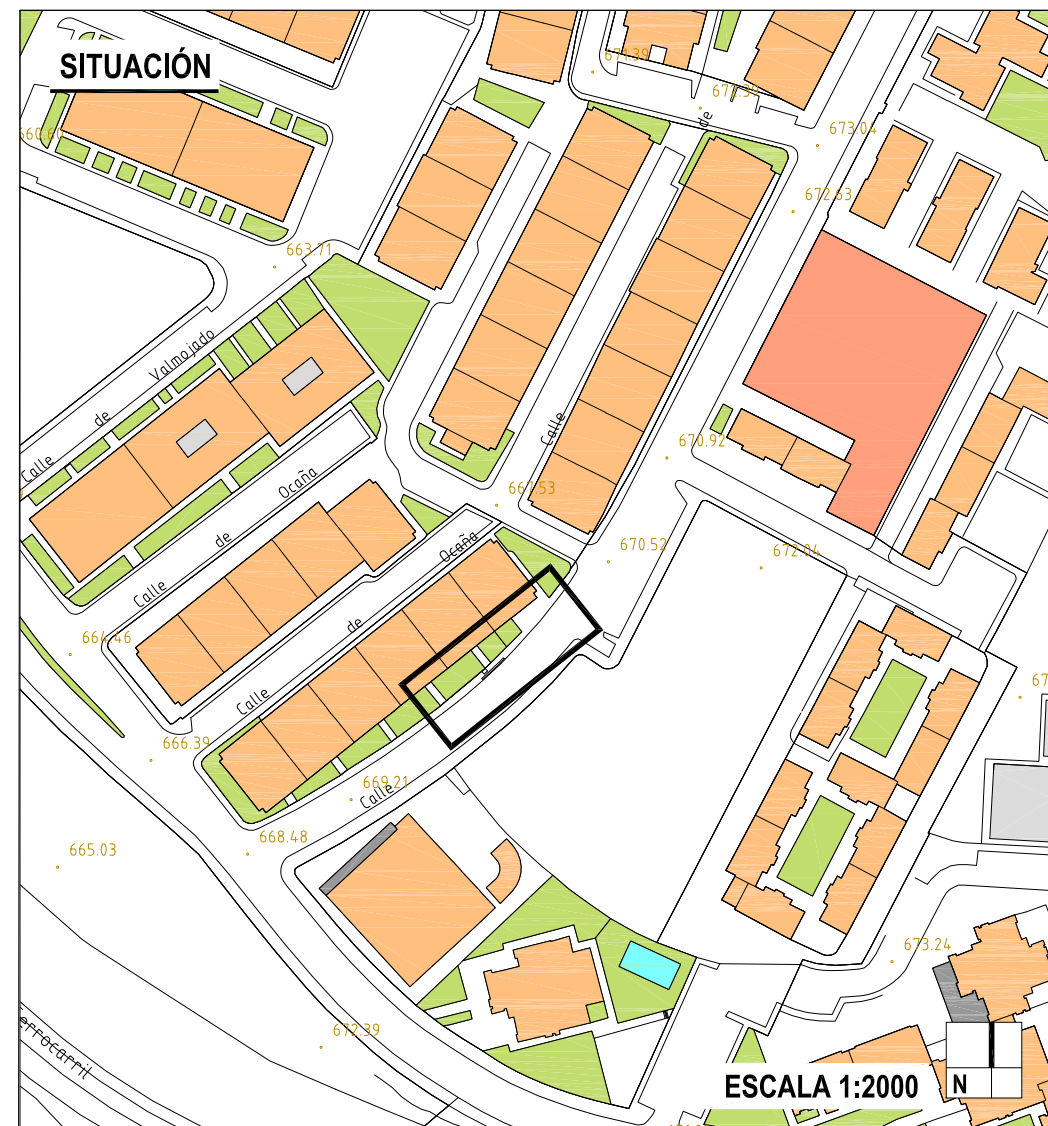 SITUACIÓN
671.39
672.38
de
673.04
660.60
672.63
663.71
Calle de Valmojado
670.92
Calle
Calle de Ocaña
667.53
670.52
672.04
Calle de Ocaña
664.46
666.39
669.21
Calle
668.48
665.03
673.24
672.39
ferrocarril
ESCALA 1:2000
N